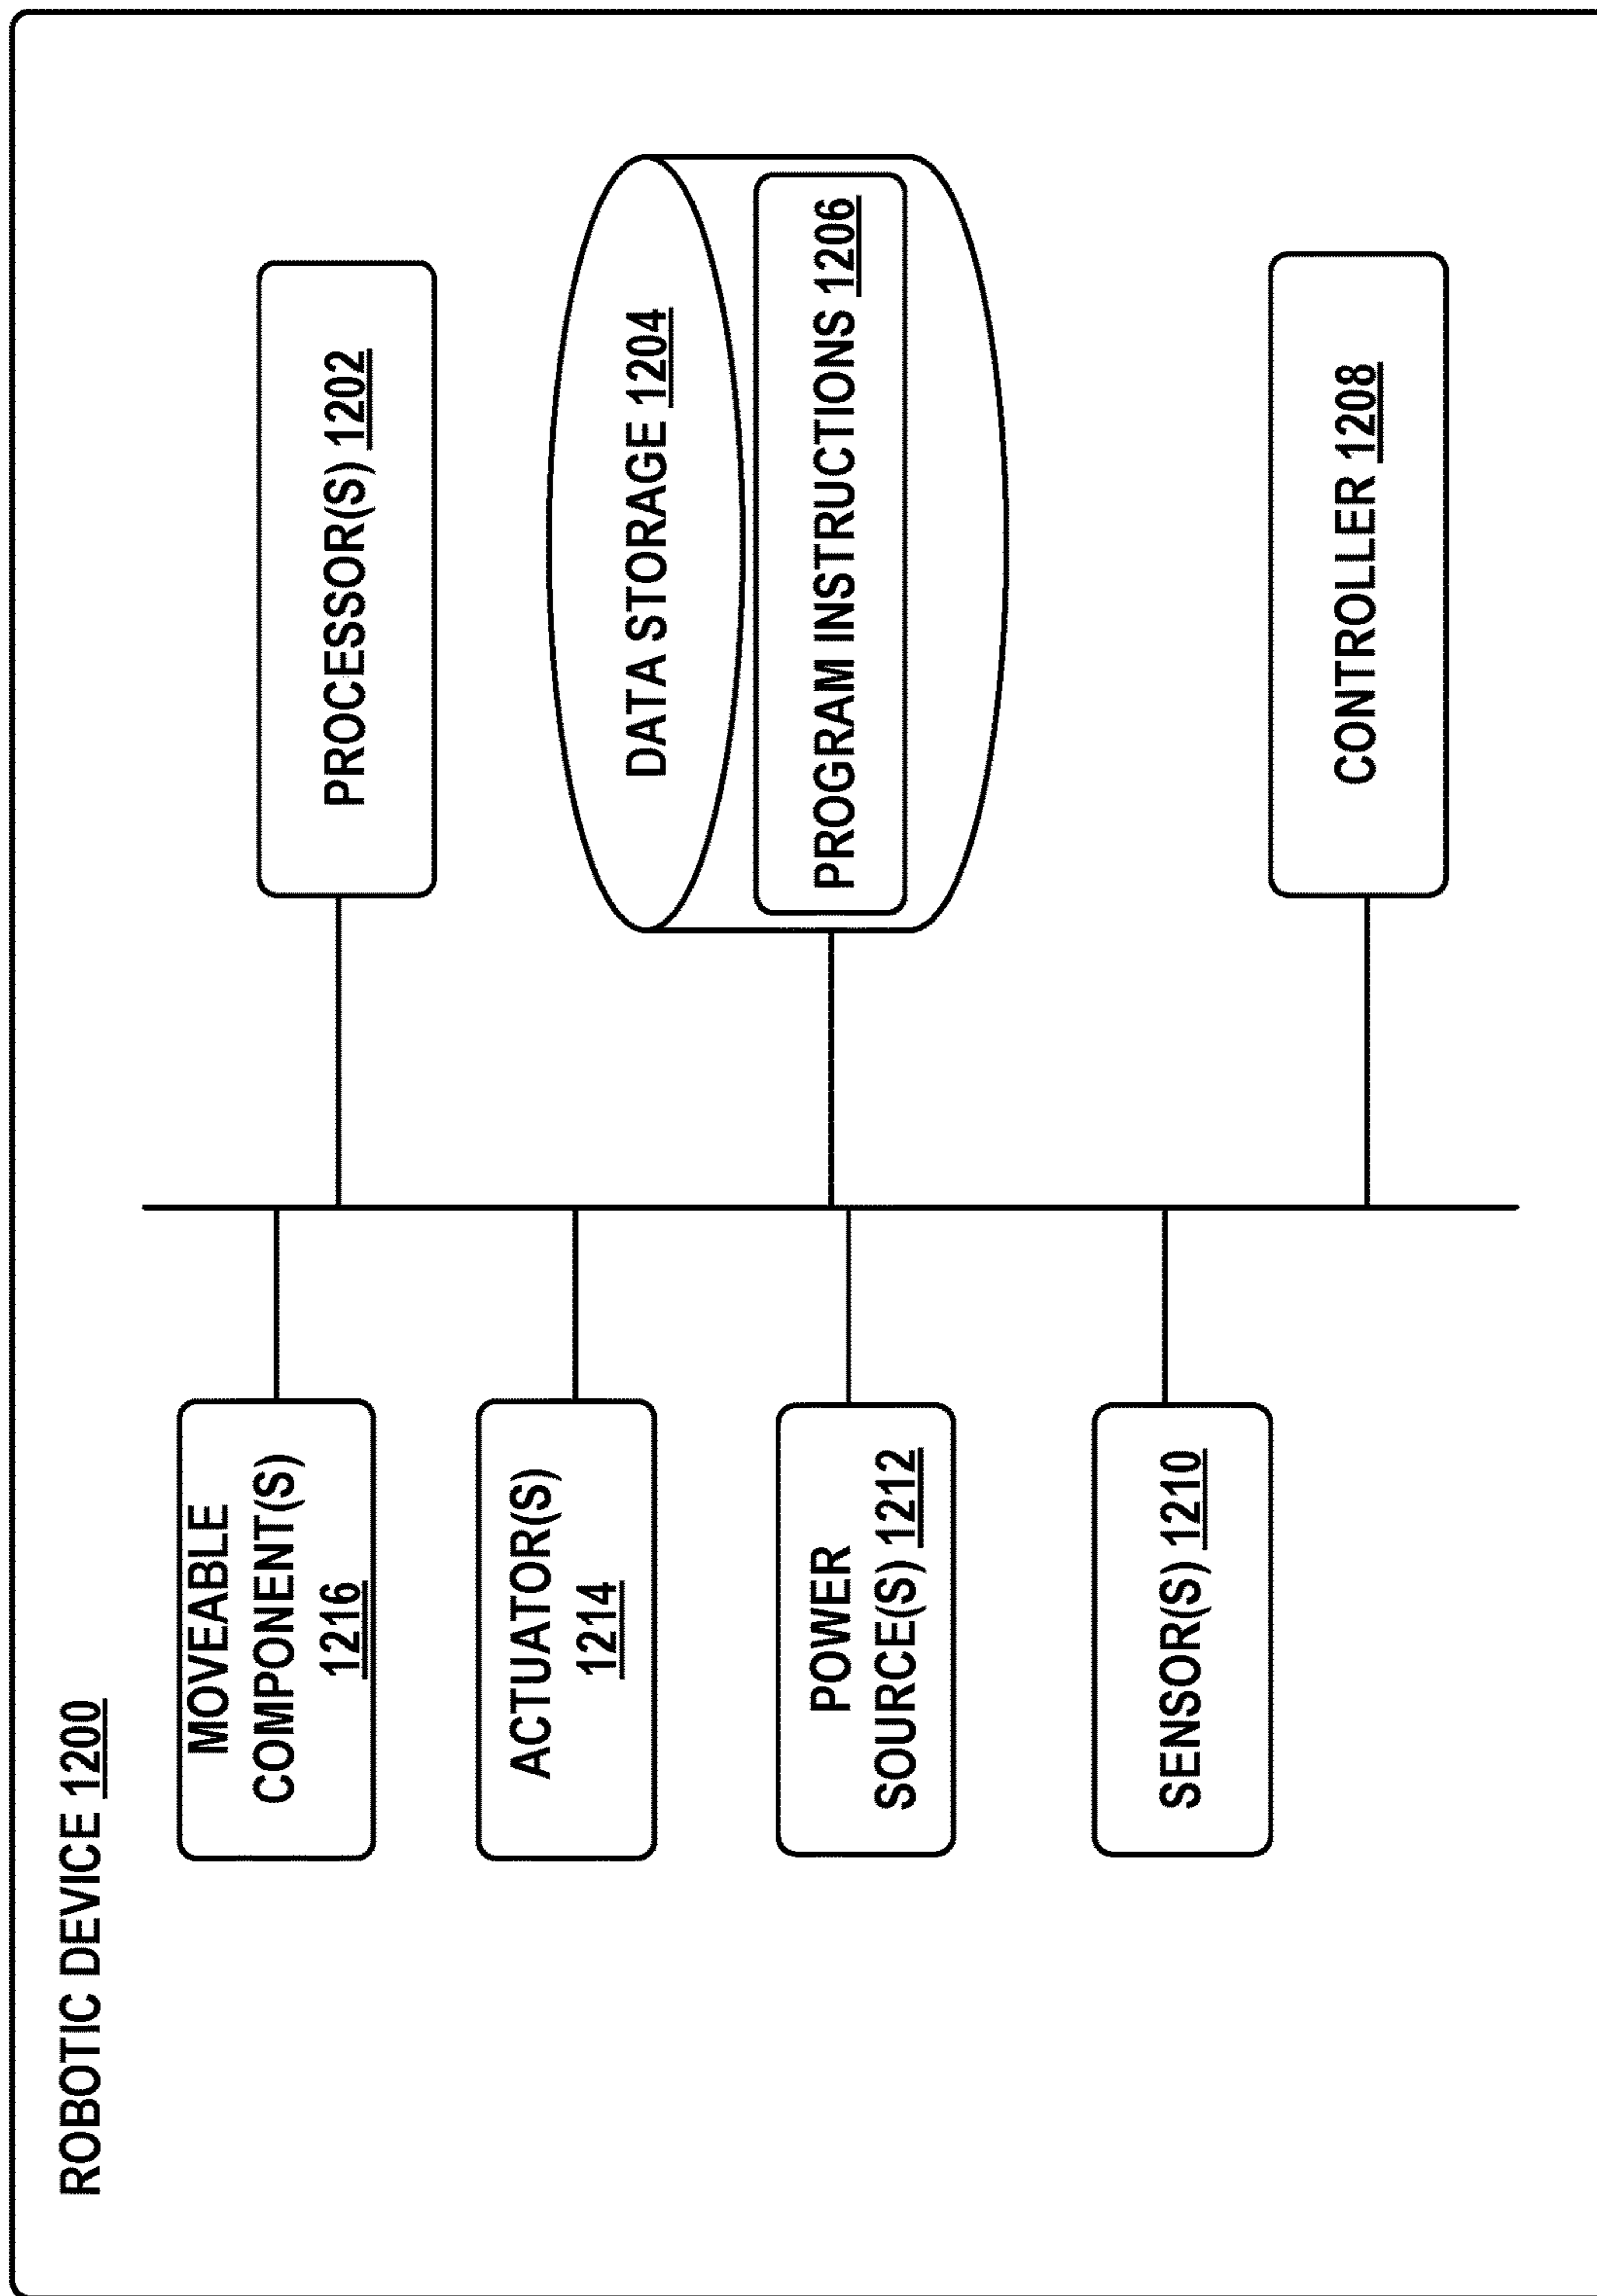 ROBOTIC DEVICE 1200
MOVEABLE
COMPONENT(S)
1216
ACTUATOR(S)
1214
POWER
SOURCE(S) 1212
SENSOR(S) 1210
PROCESSOR(S) 1202
DATA STORAGE 1204
PROGRAM INSTRUCTIONS 1206
CONTROLLER 1208